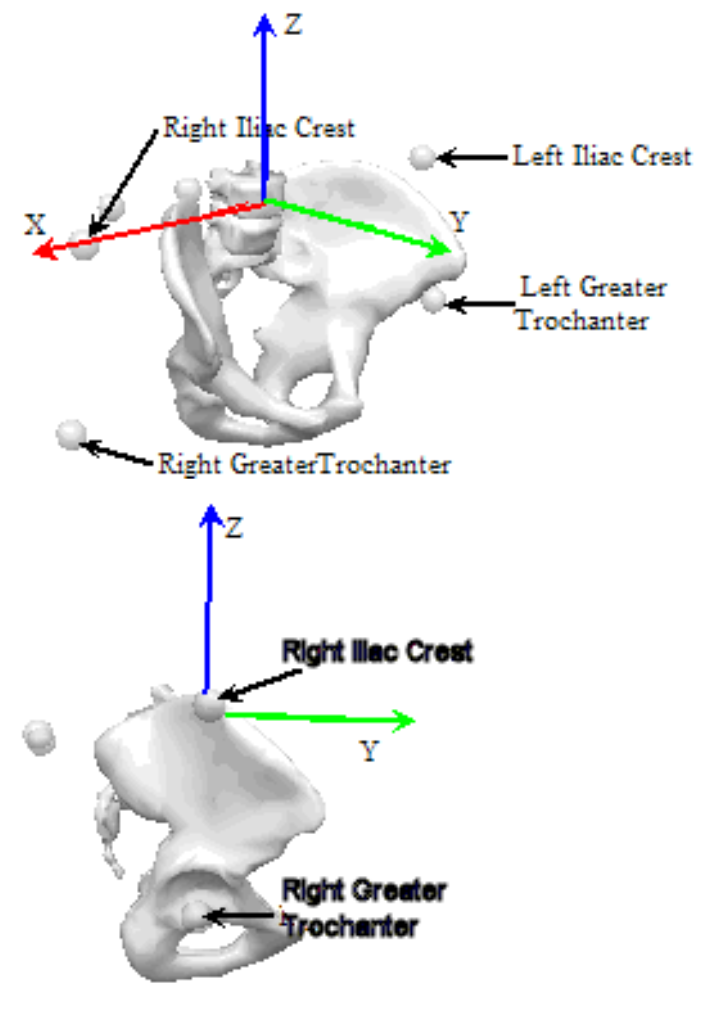 Z
Right Iliac Crest
Left Iliac Crest
X
Y
Left Greater
Trochanter
Right GreaterTrochanter
Z
Right Iliac Crest
Y
Right Greater
Trochanter